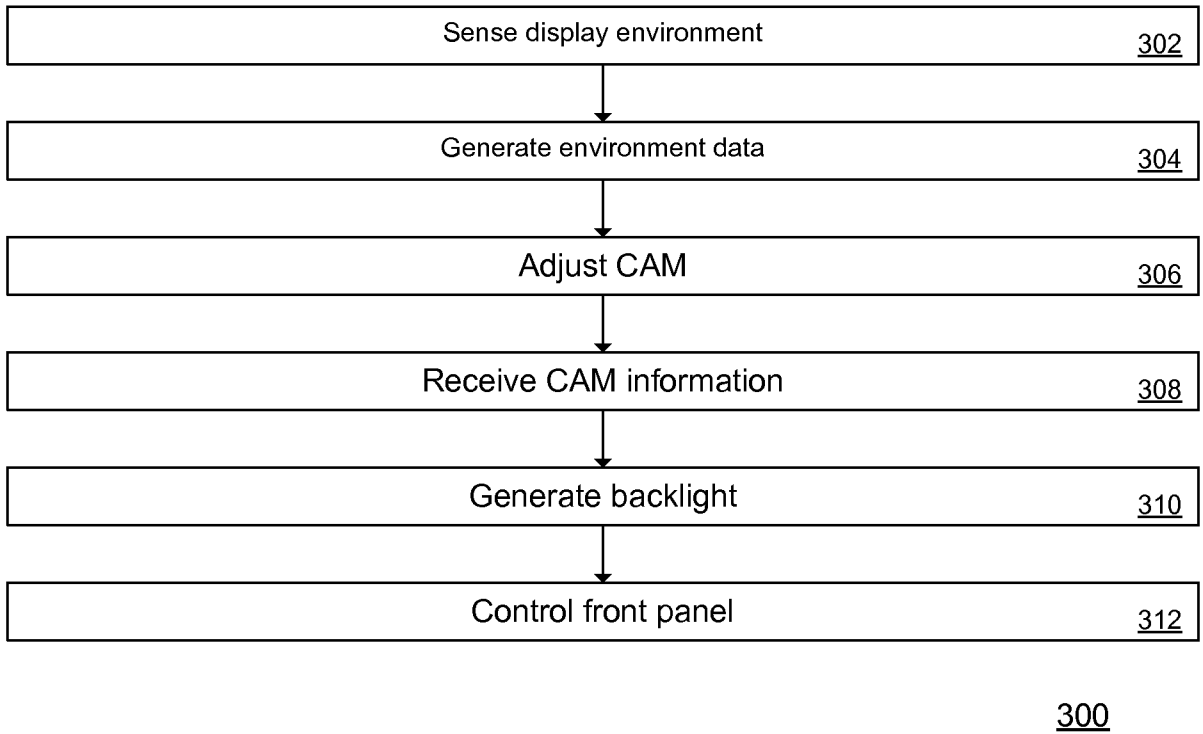 Sense display environment
302
Generate environment data
304
Adjust CAM
306
Receive CAM information
308
Generate backlight
310
Control front panel
312
300